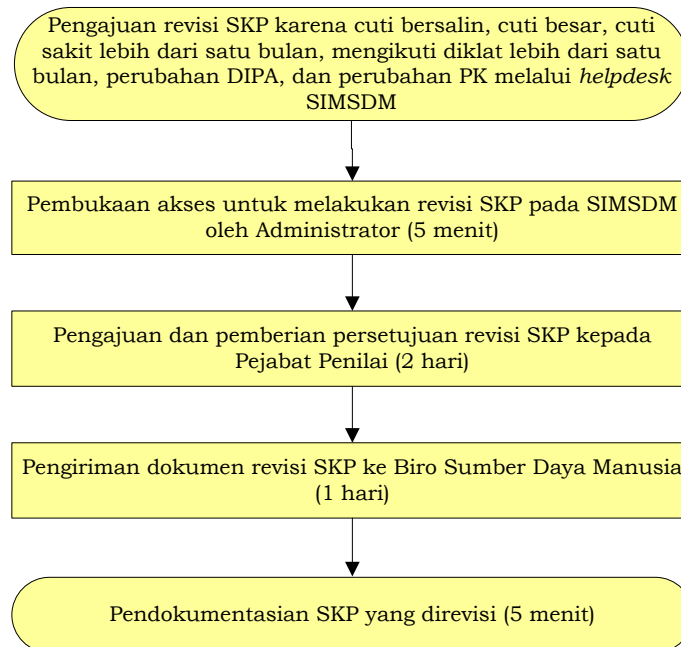 Pengajuan revisi SKP karena cuti bersalin, cuti besar, cuti
sakit lebih dari satu bulan, mengikuti diklat lebih dari satu
bulan, perubahan DIPA, dan perubahan PK melalui helpdesk
SIMSDM
Pembukaan akses untuk melakukan revisi SKP pada SIMSDM
oleh Administrator (5 menit)
Pengajuan dan pemberian persetujuan revisi SKP kepada
Pejabat Penilai (2 hari)
Pengiriman dokumen revisi SKP ke Biro Sumber Daya Manusia
(1 hari)
Pendokumentasian SKP yang direvisi (5 menit)